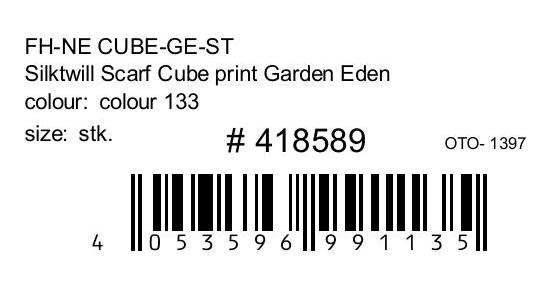 FH-NE CUBE-GE-ST
Silktwill Scarf Cube print Garden Eden
colour: colour 133
size: stk.
# 418589
OTO- 1397
4 053596 991135